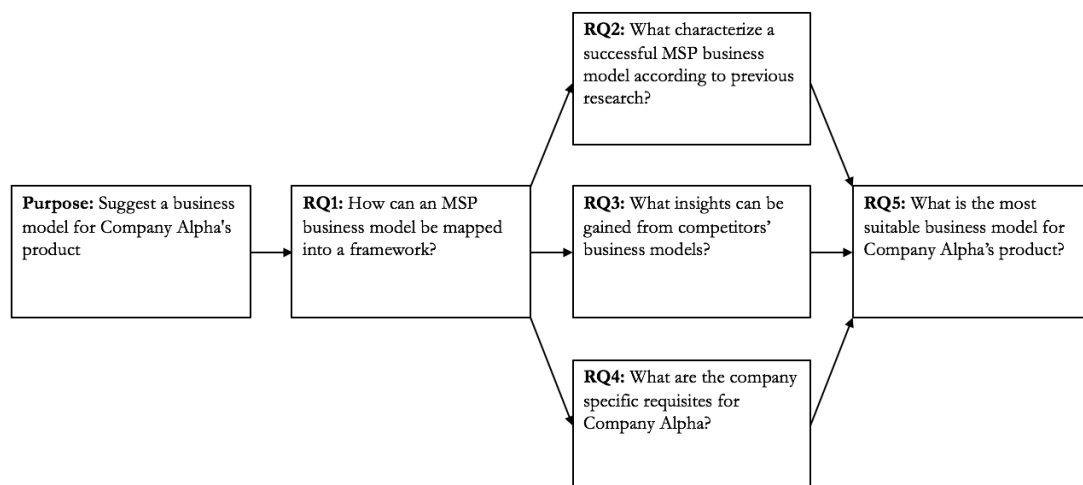 Purpose: Suggest a business
model for Company Alpha's
product
RQ1: How can an MSP
business model be mapped
into a framework?
RQ2: What characterize a
successful MSP business
model according to previous
research?
RQ3: What insights can be
gained from competitors’
business models?
RQ4: What are the company
specific requisites for
Company Alpha?
RQ5: What is the most
suitable business model for
Company Alpha’s product?